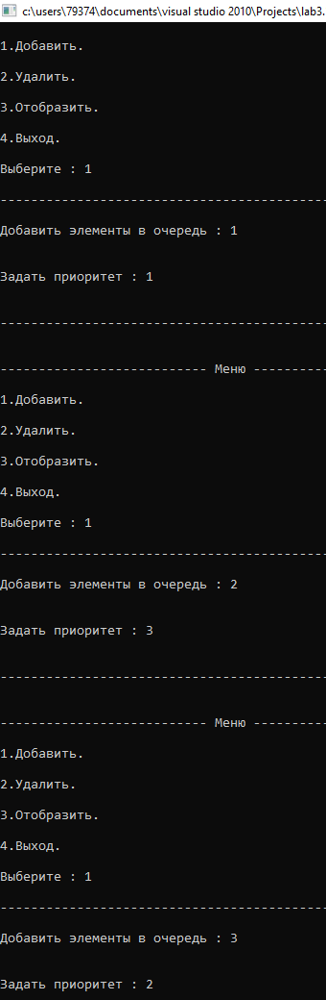 c:\users\79374\documents\visual studio 2010\Projects\lab3.
1.Добавить.
2.Удалить.
3.Отобразить.
4.Выход.
Выберите : 1
-------------------------------------------
Добавить элементы в очередь : 1
Задать приоритет : 1
-------------------------------------------
--------------------------- Меню ----------
1.Добавить.
2.Удалить.
3.Отобразить.
4.Выход.
Выберите : 1
-------------------------------------------
Добавить элементы в очередь : 2
Задать приоритет : 3
-------------------------------------------
--------------------------- Меню ----------
1.Добавить.
2.Удалить.
3.Отобразить.
4.Выход.
Выберите : 1
-------------------------------------------
Добавить элементы в очередь : 3
Задать приоритет : 2